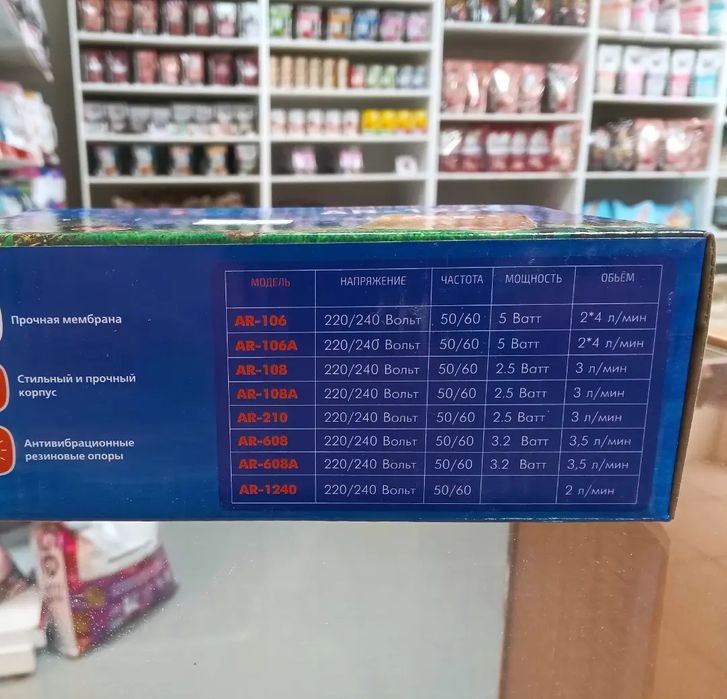 Прочная мембрана
Стильный и прочный
корпус
Антивибрационные
резиновые опоры
МОДЕЛЬ НАПРЯЖЕНИЕ ЧАСТОТА МОЩНОСТЬ ОБЪЁМ
AR-106 220/240 Вольт 50/60 5 Ватт 2*4 л/мин
AR-106A 220/240 Вольт 50/60 5 Ватт 2*4 л/мин
AR-108 220/240 Вольт 50/60 2.5 Ватт 3 л/мин
AR-108A 220/240 Вольт 50/60 2.5 Ватт 3 л/мин
AR-210 220/240 Вольт 50/60 2.5 Ватт 3 л/мин
AR-608 220/240 Вольт 50/60 3.2 Ватт 3,5 л/мин
AR-608A 220/240 Вольт 50/60 3.2 Ватт 3,5 л/мин
AR-1240 220/240 Вольт 50/60 2 л/мин